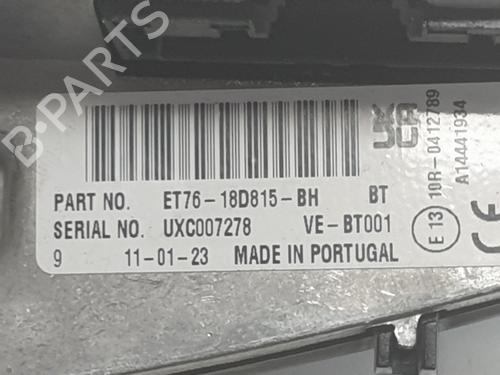 PART NO. ET76-18D815-BH BT
SERIAL NO. UXC007278 VE-BT001
9 11-01-23 MADE IN PORTUGAL
E 13
10R-0412789
A14441934
CE
B PARTS